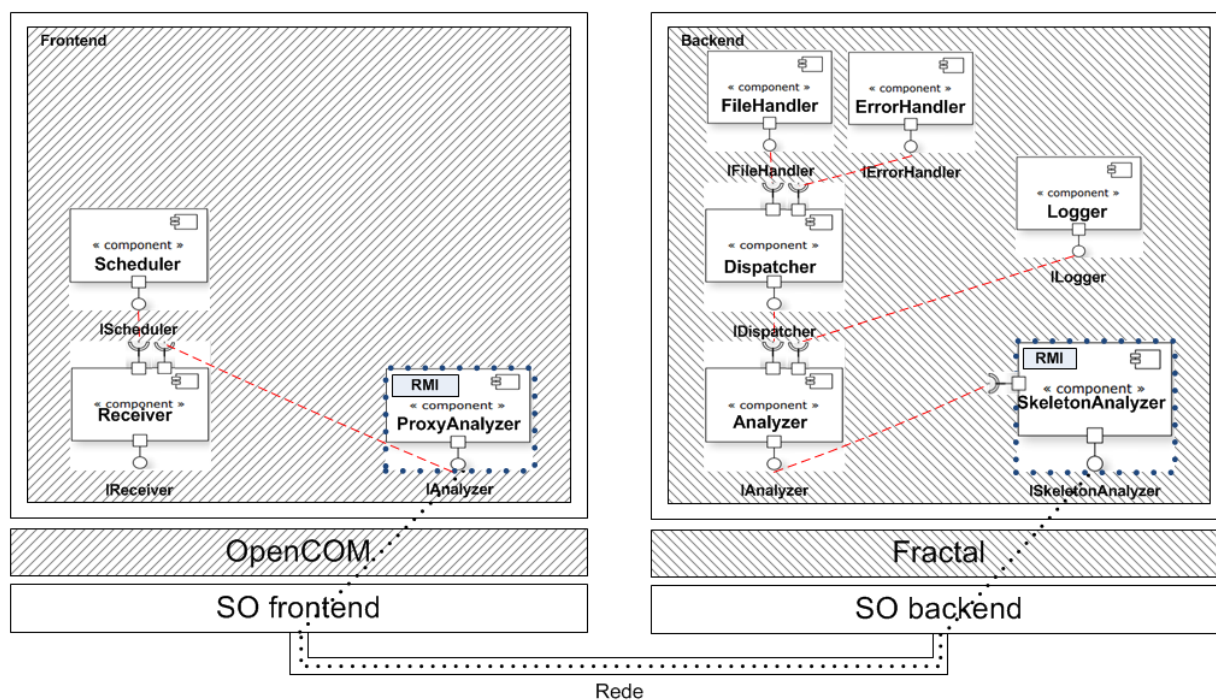 Frontend
« component »
Scheduler
IScheduler
Receiver
IReceiver
RMI
« component »
ProxyAnalyzer
IAnalyzer
OpenCOM
SO frontend
Backend
« component »
FileHandler
IFileHandler
« component »
ErrorHandler
IErrorHandler
« component »
Logger
ILogger
« component »
Dispatcher
IDispatcher
« component »
Analyzer
IAnalyzer
RMI
« component »
SkeletonAnalyzer
ISkeletonAnalyzer
Fractal
SO backend
Rede